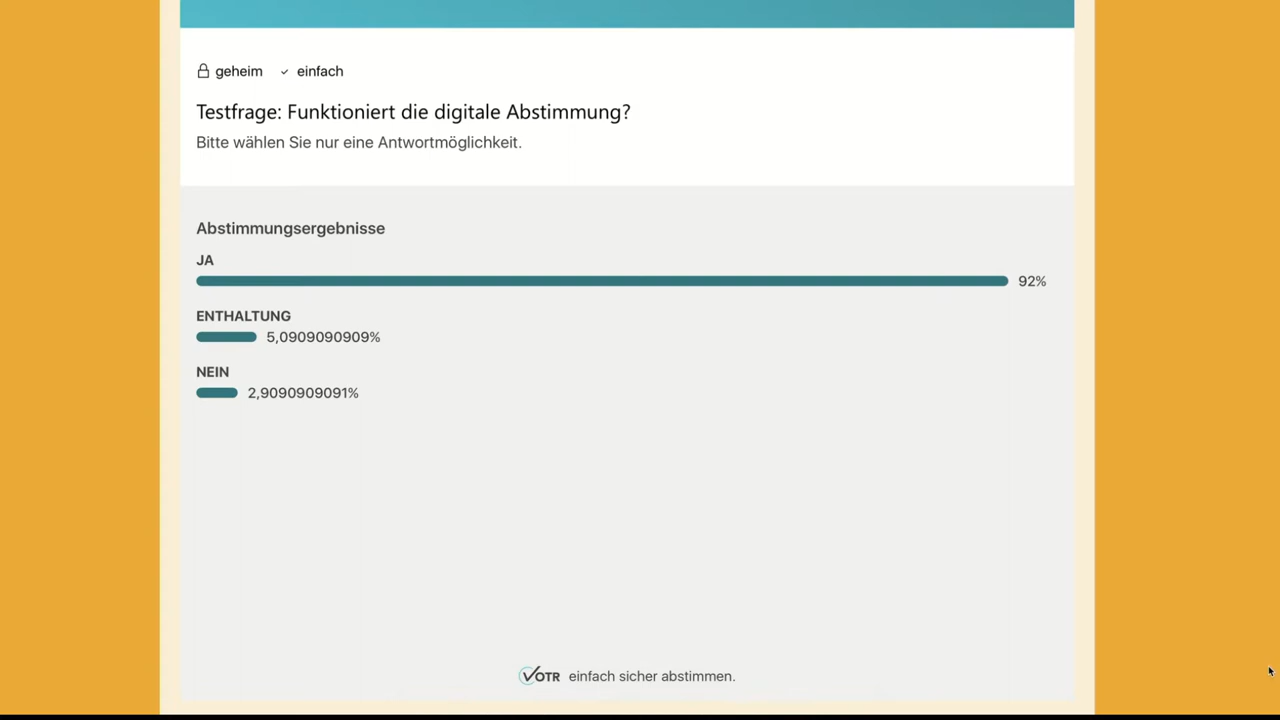 geheim einfach
Testfrage: Funktioniert die digitale Abstimmung?
Bitte wählen Sie nur eine Antwortmöglichkeit.
Abstimmungsergebnisse
JA
92%
ENTHALTUNG
5,0909090909%
NEIN
2,9090909091%
VOTR einfach sicher abstimmen.